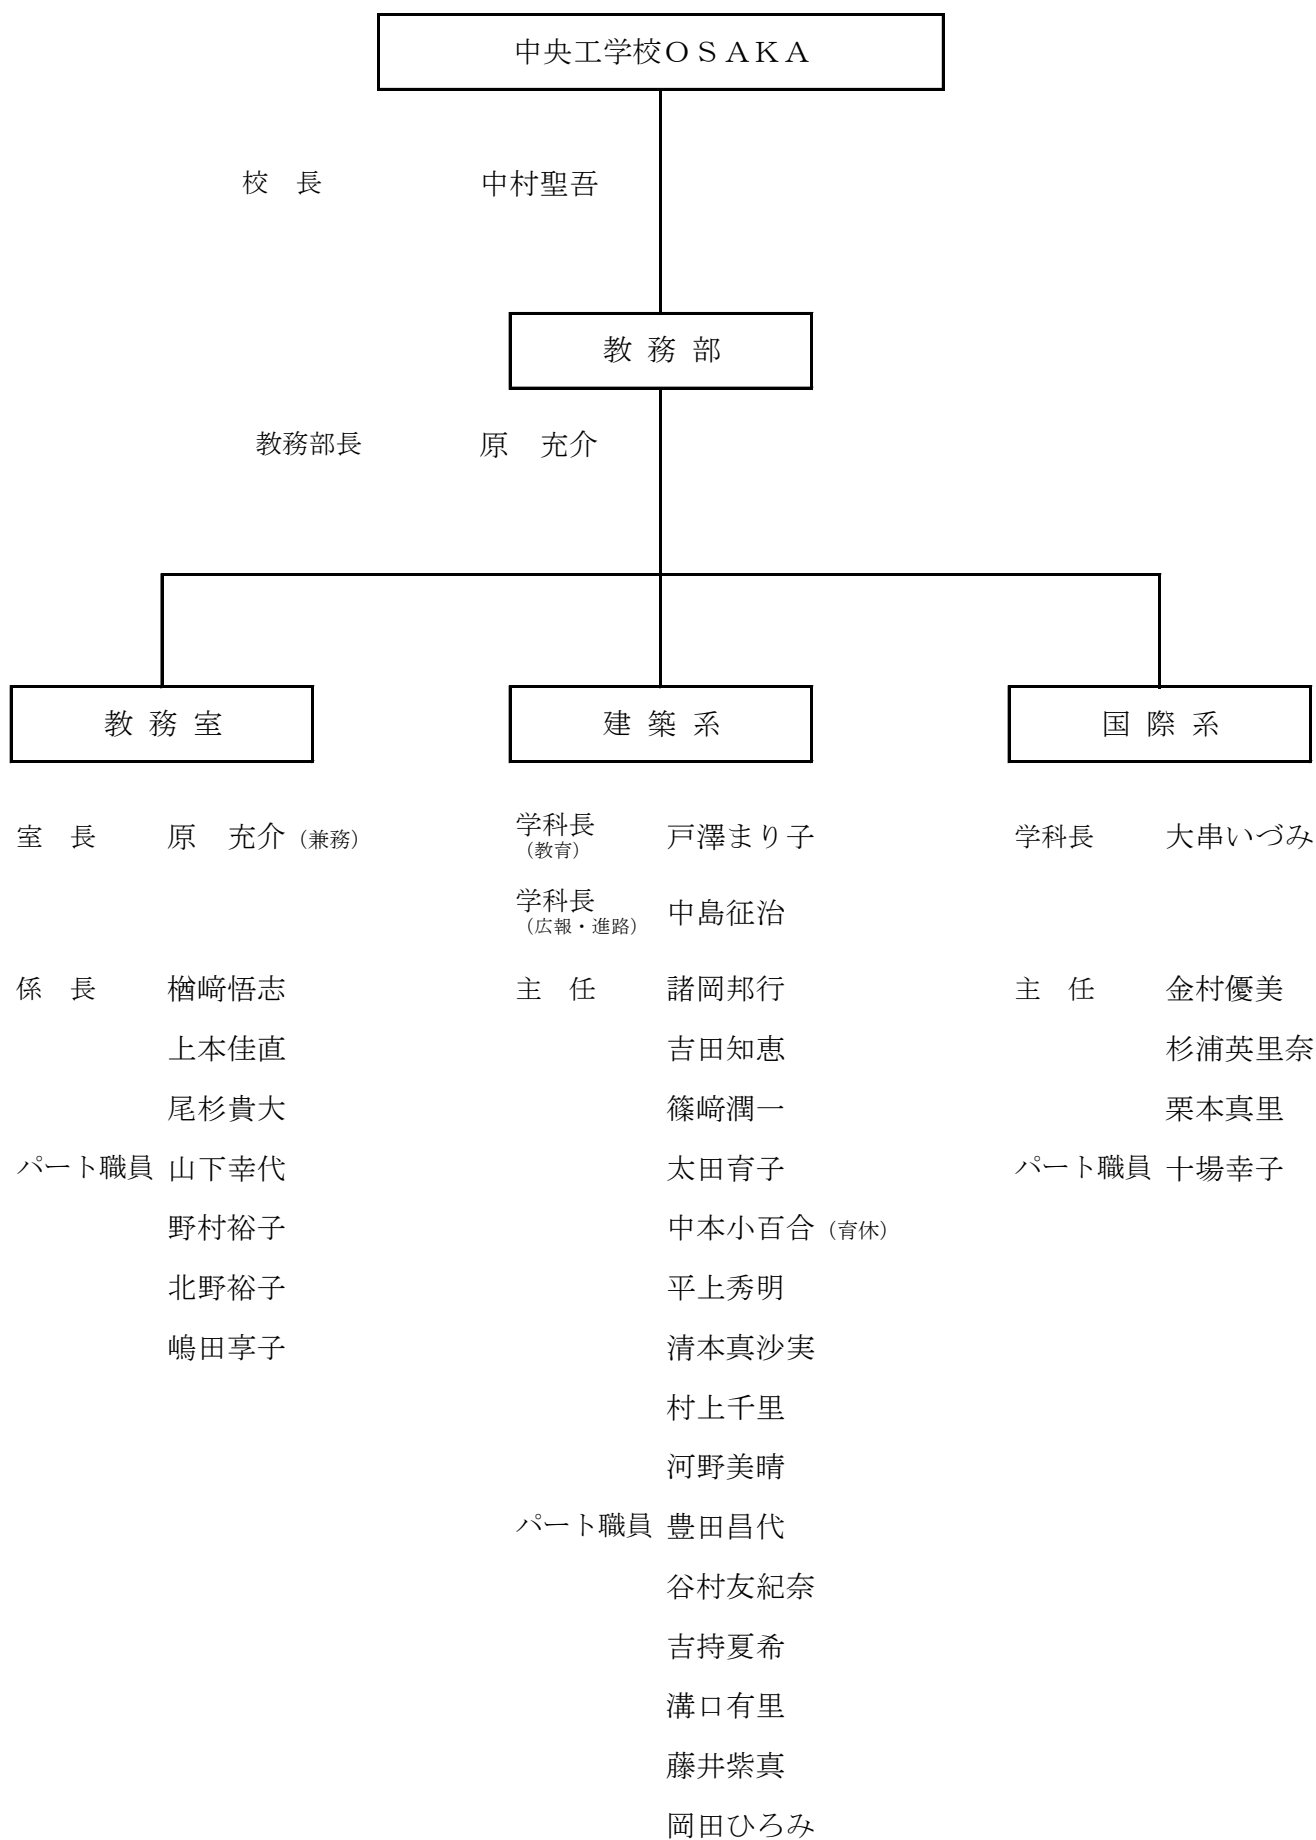 中央工学校OSAKA
校 長 中村聖吾
教務部
教務部長 原 充介
教務室
室 長 原 充介 (兼務)
係 長 楢﨑悟志
上本佳直
尾杉貴大
パート職員 山下幸代
野村裕子
北野裕子
嶋田享子
建築系
学科長 (教育) 戸澤まり子
学科長 (広報・進路) 中島征治
主 任 諸岡邦行
吉田知恵
篠﨑潤一
太田育子
中本小百合 (育休)
平上秀明
清本真沙実
村上千里
河野美晴
パート職員 豊田昌代
谷村友紀奈
吉持夏希
溝口有里
藤井紫真
岡田ひろみ
国際系
学科長 大串いづみ
主 任 金村優美
杉浦英里奈
栗本真里
パート職員 十場幸子